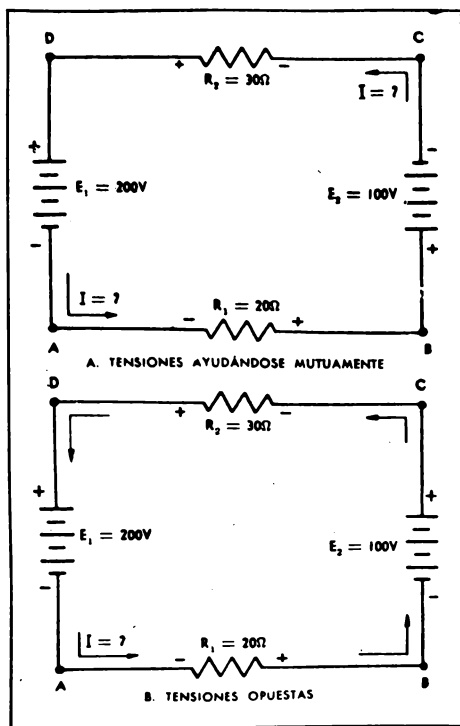 D
C
+
-
R₂ = 30Ω
I = ?
+
-
E₁ = 200V
E₂ = 100V
-
+
I = ?
R₁ = 20Ω
-
+
A
B
A. TENSIONES AYUDÁNDOSE MUTUAMENTE
D
C
+
-
R₂ = 30Ω
+
+
E₁ = 200V
E₂ = 100V
-
-
I = ?
R₁ = 20Ω
-
+
A
B
B. TENSIONES OPUESTAS